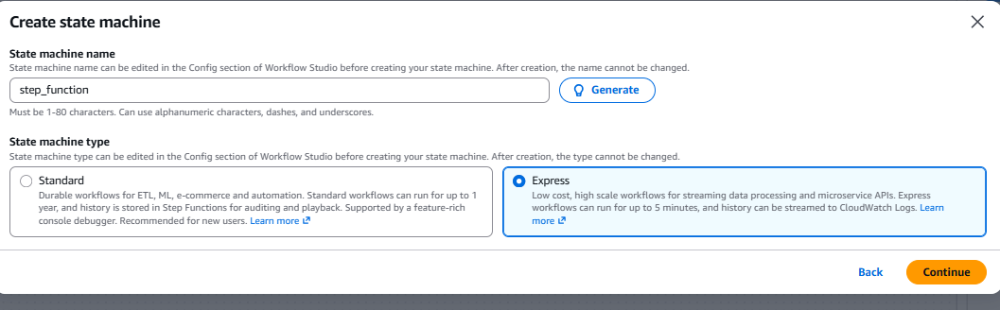 Create state machine
State machine name
State machine name can be edited in the Config section of Workflow Studio before creating your state machine. After creation, the name cannot be changed.
step_function
Generate
Must be 1-80 characters. Can use alphanumeric characters, dashes, and underscores.
State machine type
State machine type can be edited in the Config section of Workflow Studio before creating your state machine. After creation, the type cannot be changed.
Standard
Durable workflows for ETL, ML, e-commerce and automation. Standard workflows can run for up to 1
year, and history is stored in Step Functions for auditing and playback. Supported by a feature-rich
console debugger. Recommended for new users. Learn more
Express
Low cost, high scale workflows for streaming data processing and microservice APIs. Express
workflows can run for up to 5 minutes, and history can be streamed to CloudWatch Logs. Learn
more
Back
Continue